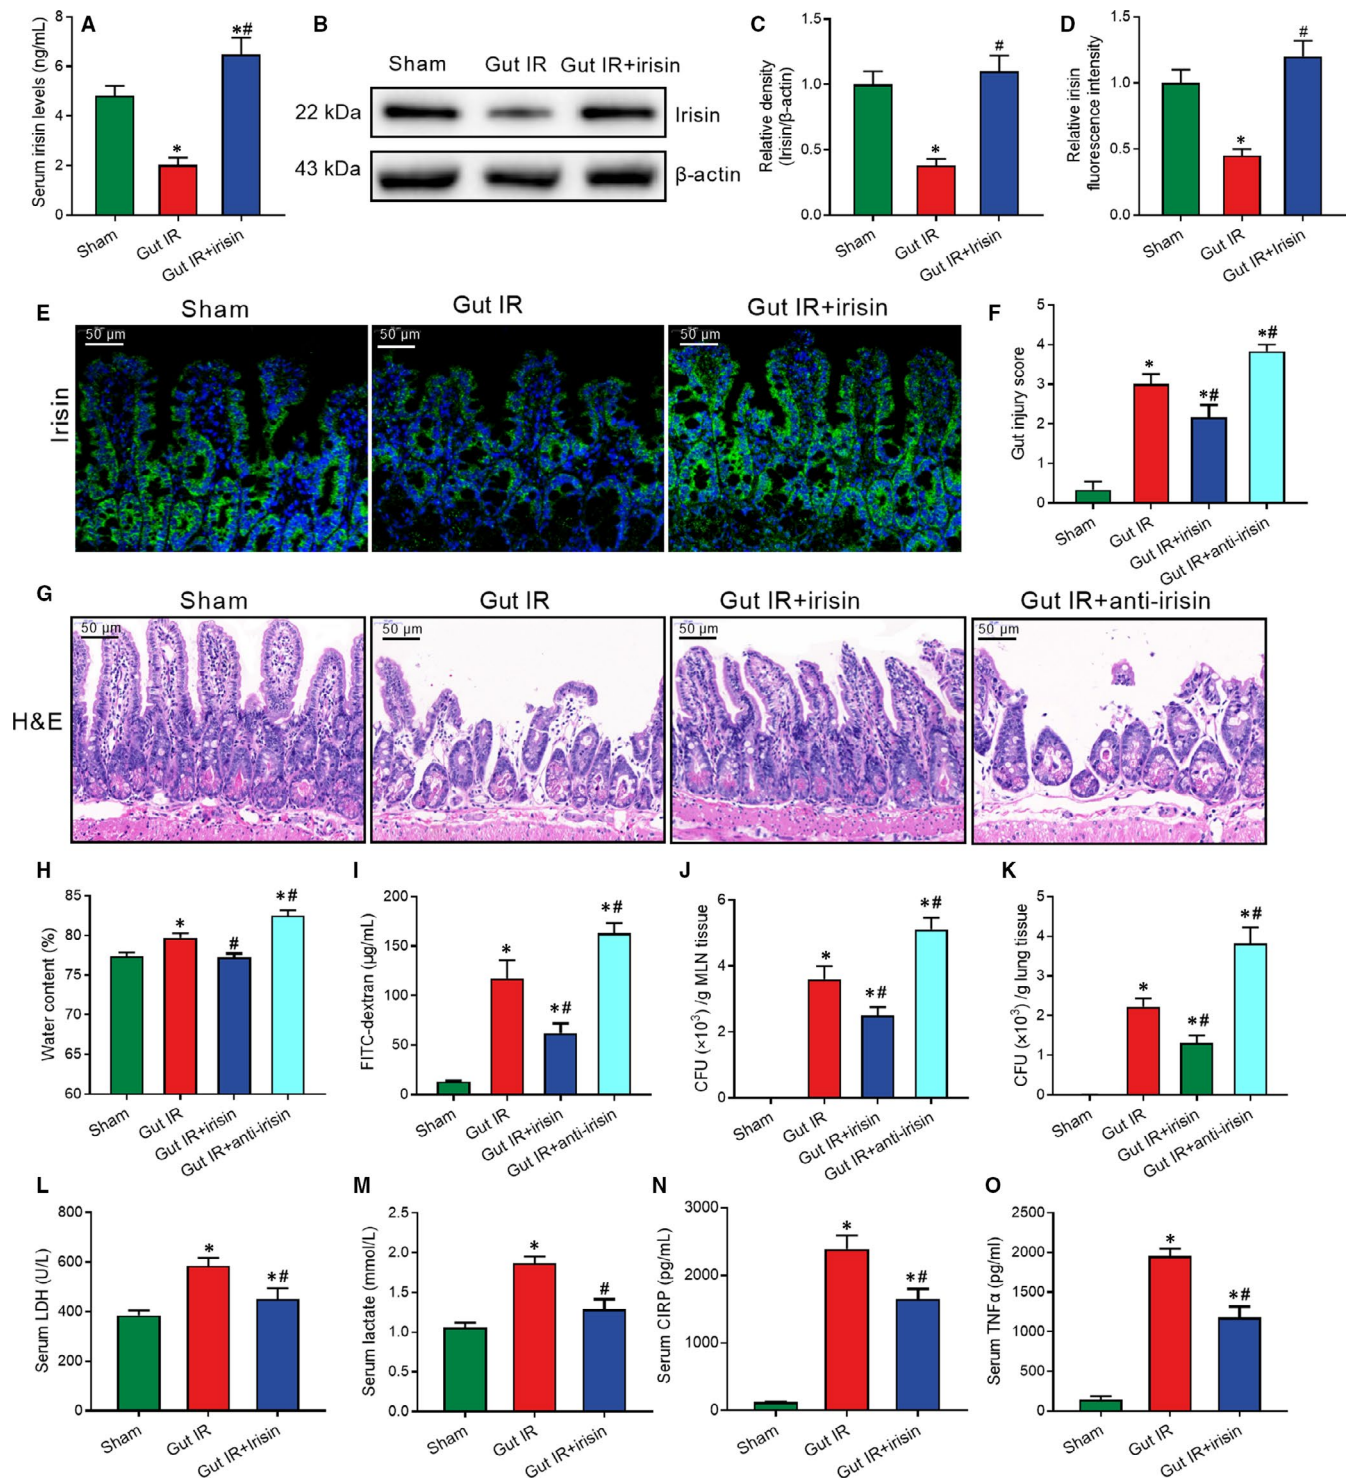 A
Serum irisin levels (ng/mL)
8
6
4
2
0
*
*#
Sham
Gut IR
Gut IR+irisin
B
Sham Gut IR Gut IR+irisin
22 kDa Irisin
43 kDa β-actin
C
Relative density
(Irisin/β-actin)
1.5
1.0
0.5
0.0
*
#
Sham
Gut IR
Gut IR+Irisin
D
Relative irisin
fluorescence intensity
1.5
1.0
0.5
0.0
*
#
Sham
Gut IR
Gut IR+Irisin
E
Sham Gut IR Gut IR+irisin
Irisin
50 µm 50 µm 50 µm
F
Gut injury score
5
4
3
2
1
0
*
*#
*#
Sham
Gut IR
Gut IR+irisin
Gut IR+anti-irisin
G
Sham Gut IR Gut IR+irisin Gut IR+anti-irisin
H&E
50 µm 50 µm 50 µm 50 µm
H
Water content (%)
85
80
75
70
65
60
*
#
*#
Sham
Gut IR
Gut IR+irisin
Gut IR+anti-irisin
I
FITC-dextran (µg/mL)
200
150
100
50
0
*
*#
*#
Sham
Gut IR
Gut IR+irisin
Gut IR+anti-irisin
J
CFU (×10³) /g MLN tissue
6
4
2
0
*
*#
*#
Sham
Gut IR
Gut IR+irisin
Gut IR+anti-irisin
K
CFU (×10³) /g lung tissue
5
4
3
2
1
0
*
*#
*#
Sham
Gut IR
Gut IR+irisin
Gut IR+anti-irisin
L
Serum LDH (U/L)
800
600
400
200
0
*
*#
Sham
Gut IR
Gut IR+Irisin
M
Serum lactate (mmol/L)
2.5
2.0
1.5
1.0
0.5
0.0
*
#
Sham
Gut IR
Gut IR+Irisin
N
Serum CIRP (pg/mL)
3000
2000
1000
0
*
*#
Sham
Gut IR
Gut IR+irisin
O
Serum TNFα (pg/ml)
2500
2000
1500
1000
500
0
*
*#
Sham
Gut IR
Gut IR+irisin